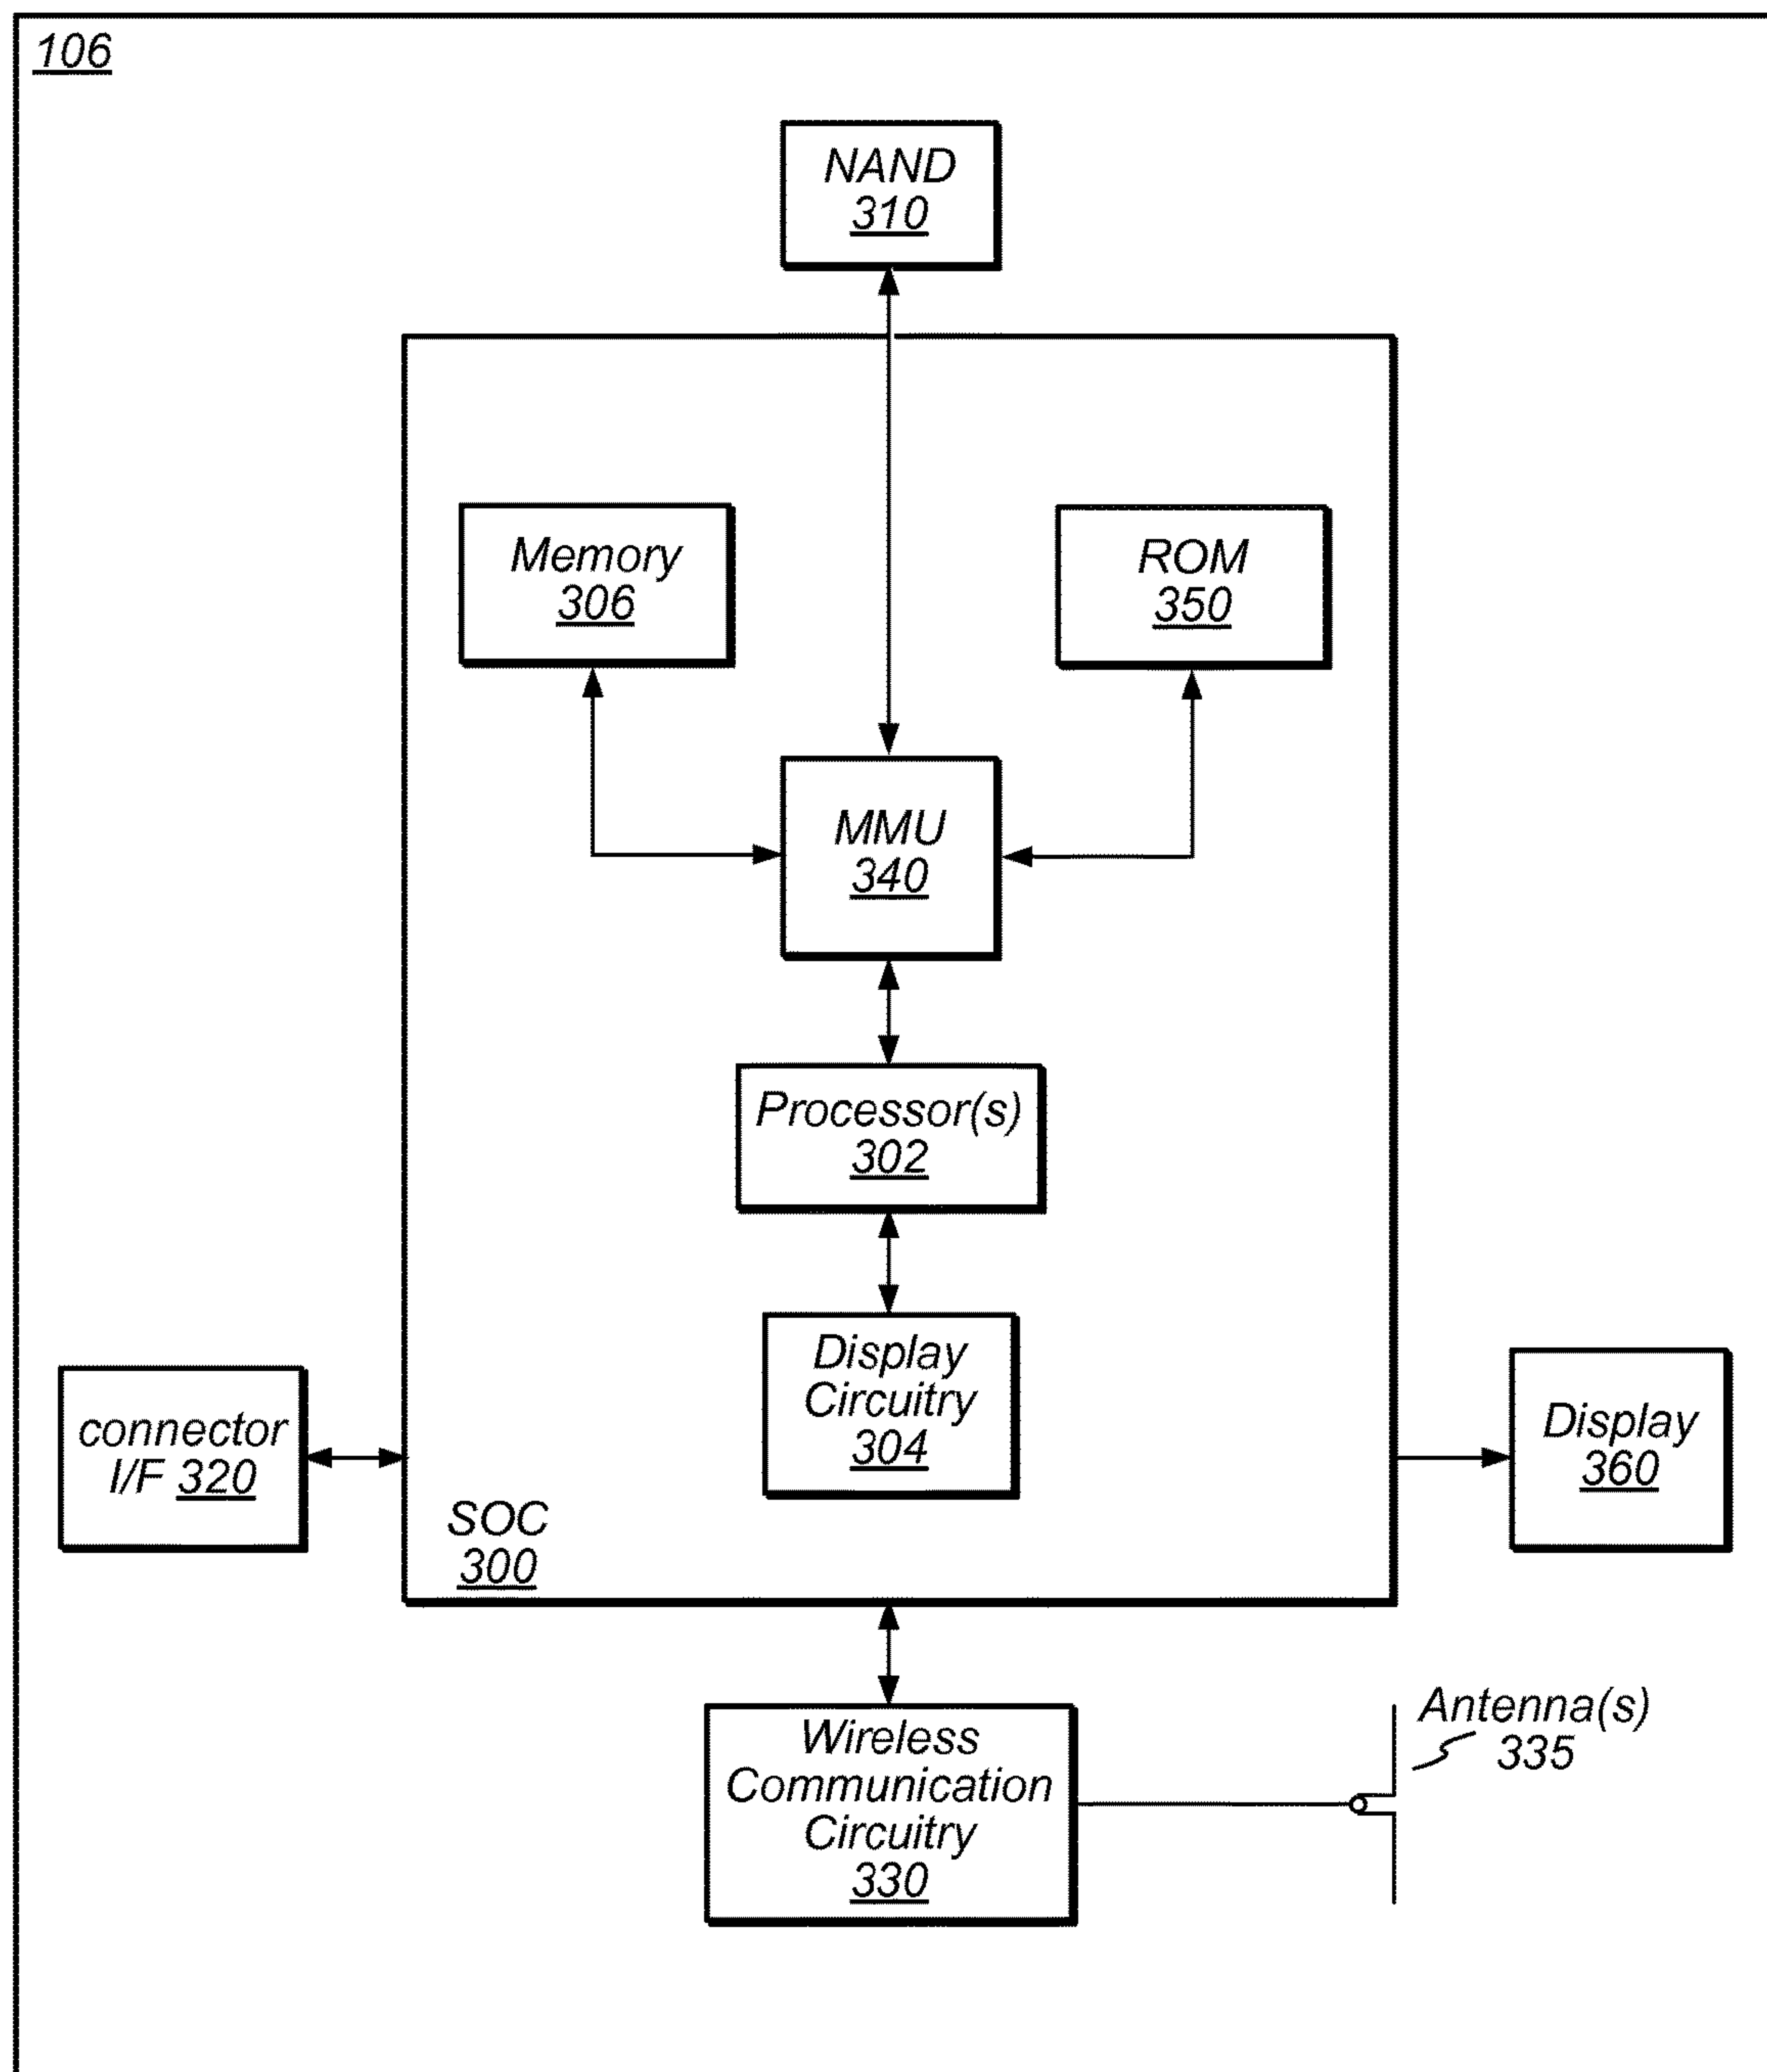 106
NAND
310
Memory
306
ROM
350
MMU
340
Processor(s)
302
Display
Circuitry
304
connector
I/F 320
Display
360
SOC
300
Wireless
Communication
Circuitry
330
Antenna(s)
335